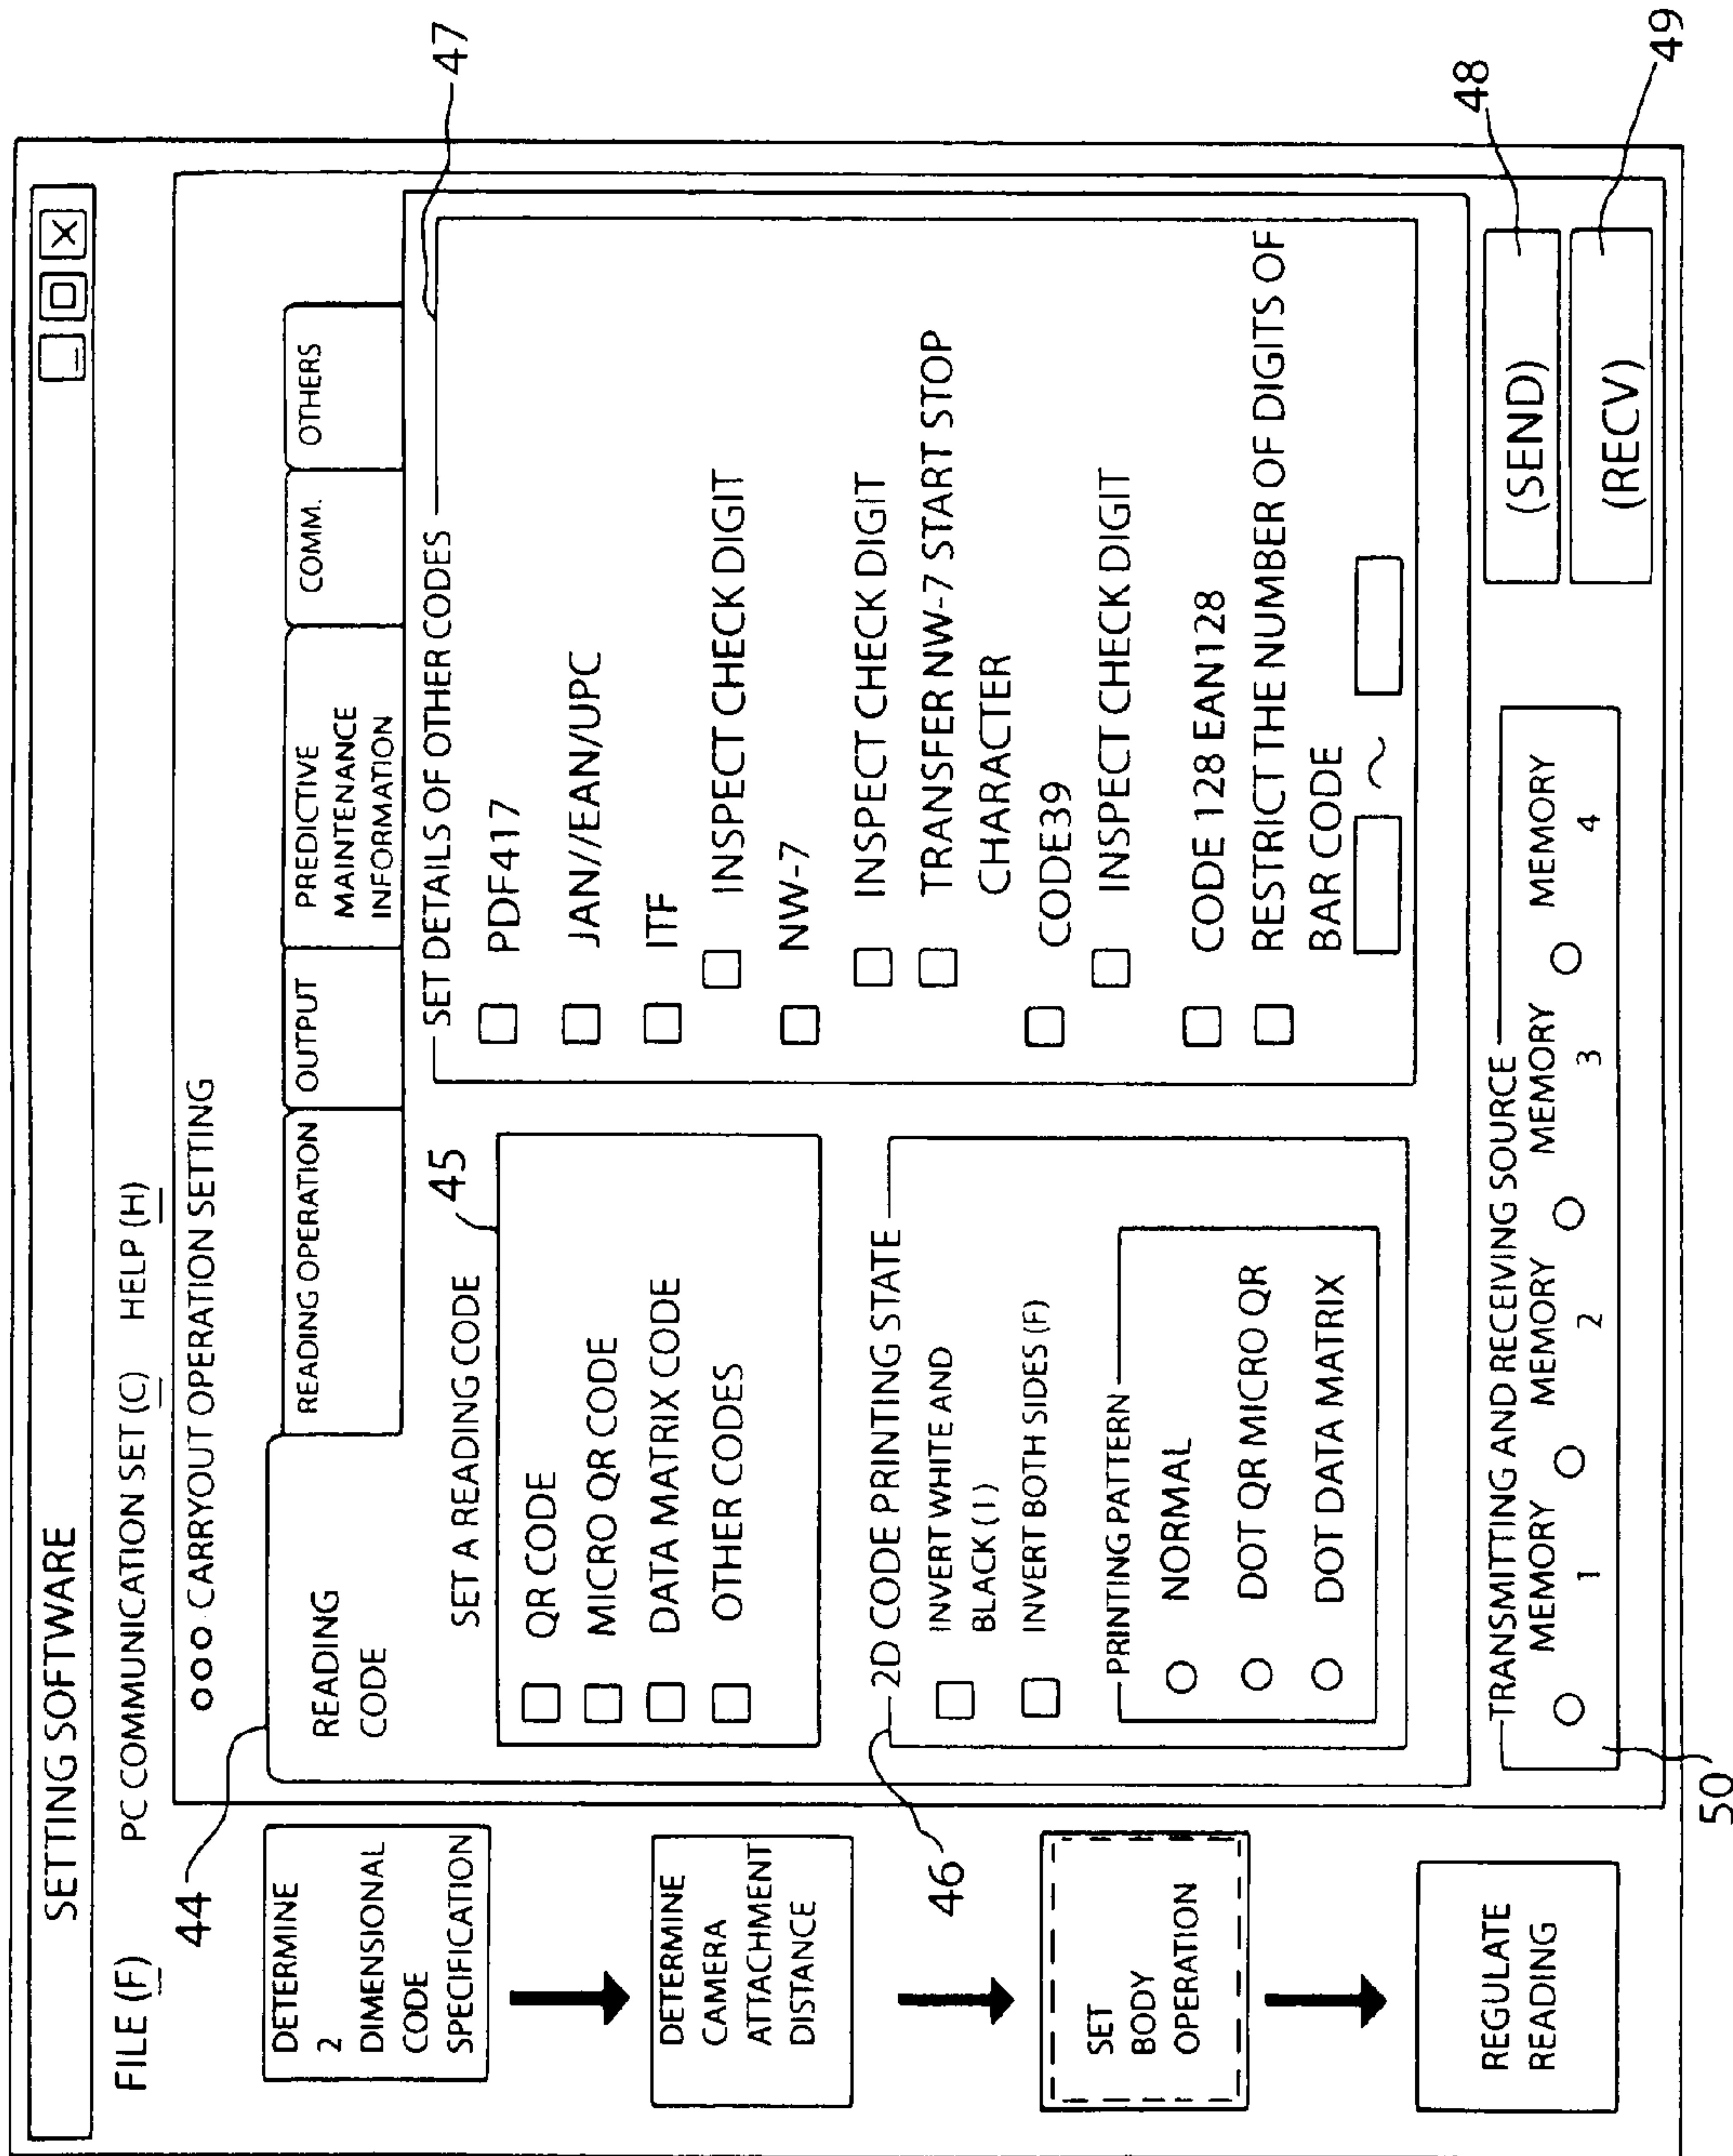 SETTING SOFTWARE
FILE (F) PC COMMUNICATION SET (C) HELP (H)
CARRYOUT OPERATION SETTING
44
DETERMINE
2
DIMENSIONAL
CODE
SPECIFICATION
DETERMINE
CAMERA
ATTACHMENT
DISTANCE
SET
BODY
OPERATION
REGULATE
READING
READING
CODE
READING OPERATION
OUTPUT
PREDICTIVE
MAINTENANCE
INFORMATION
COMM.
OTHERS
SET A READING CODE
45
QR CODE
MICRO QR CODE
DATA MATRIX CODE
OTHER CODES
46
2D CODE PRINTING STATE
INVERT WHITE AND
BLACK (I)
INVERT BOTH SIDES (F)
PRINTING PATTERN
NORMAL
DOT QR MICRO QR
DOT DATA MATRIX
SET DETAILS OF OTHER CODES
47
PDF417
JAN//EAN/UPC
ITF
INSPECT CHECK DIGIT
NW-7
INSPECT CHECK DIGIT
TRANSFER NW-7 START STOP
CHARACTER
CODE39
INSPECT CHECK DIGIT
CODE 128 EAN128
RESTRICT THE NUMBER OF DIGITS OF
BAR CODE
~
TRANSMITTING AND RECEIVING SOURCE
MEMORY MEMORY MEMORY MEMORY
1 2 3 4
50
(SEND)
48
(RECV)
49